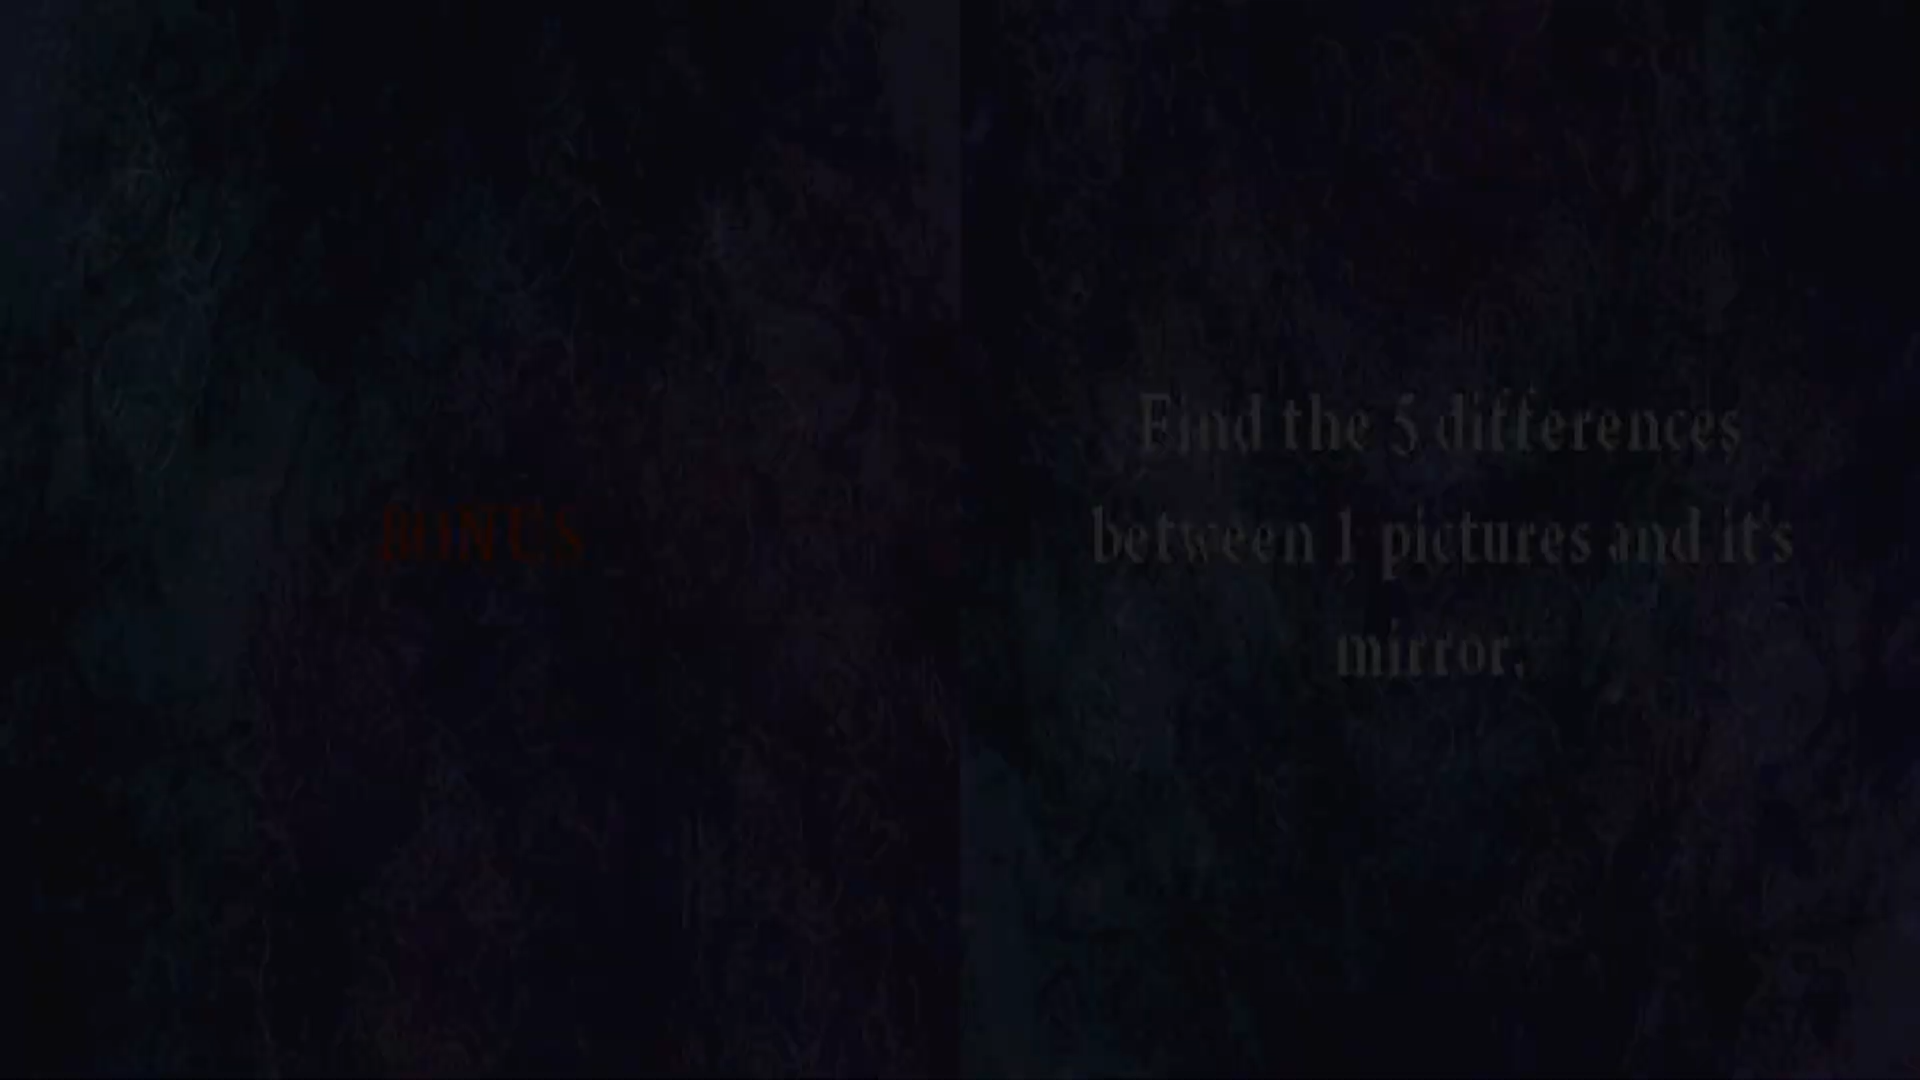 BONUS
Find the 5 differences
between 1 pictures and it's
mirror.